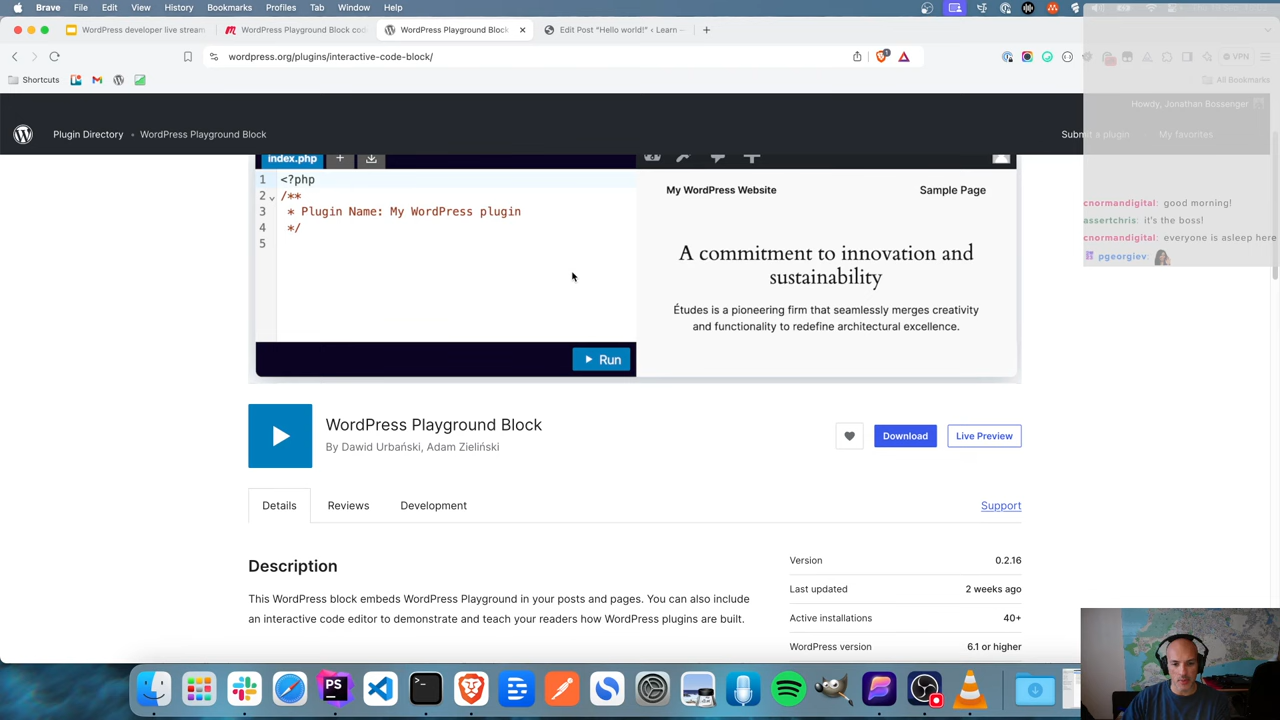 Brave File Edit View History Bookmarks Profiles Tab Window Help
WordPress developer live stream
WordPress Playground Block cod
WordPress Playground Block
Edit Post “Hello world!” ‹ Learn —
wordpress.org/plugins/interactive-code-block/
VPN
Shortcuts
All Bookmarks
Howdy, Jonathan Bossenger
Plugin Directory • WordPress Playground Block
Submit a plugin My favorites
index.php +
1 <?php
2 /**
3 * Plugin Name: My WordPress plugin
4 */
5
Run
My WordPress Website Sample Page
A commitment to innovation and
sustainability
Études is a pioneering firm that seamlessly merges creativity
and functionality to redefine architectural excellence.
cnormandigital: good morning!
assertchris: it's the boss!
cnormandigital: everyone is asleep here
pgeorgiev:
WordPress Playground Block
By Dawid Urbański, Adam Zieliński
Download Live Preview
Details Reviews Development Support
Description
This WordPress block embeds WordPress Playground in your posts and pages. You can also include
an interactive code editor to demonstrate and teach your readers how WordPress plugins are built.
Version 0.2.16
Last updated 2 weeks ago
Active installations 40+
WordPress version 6.1 or higher
PS